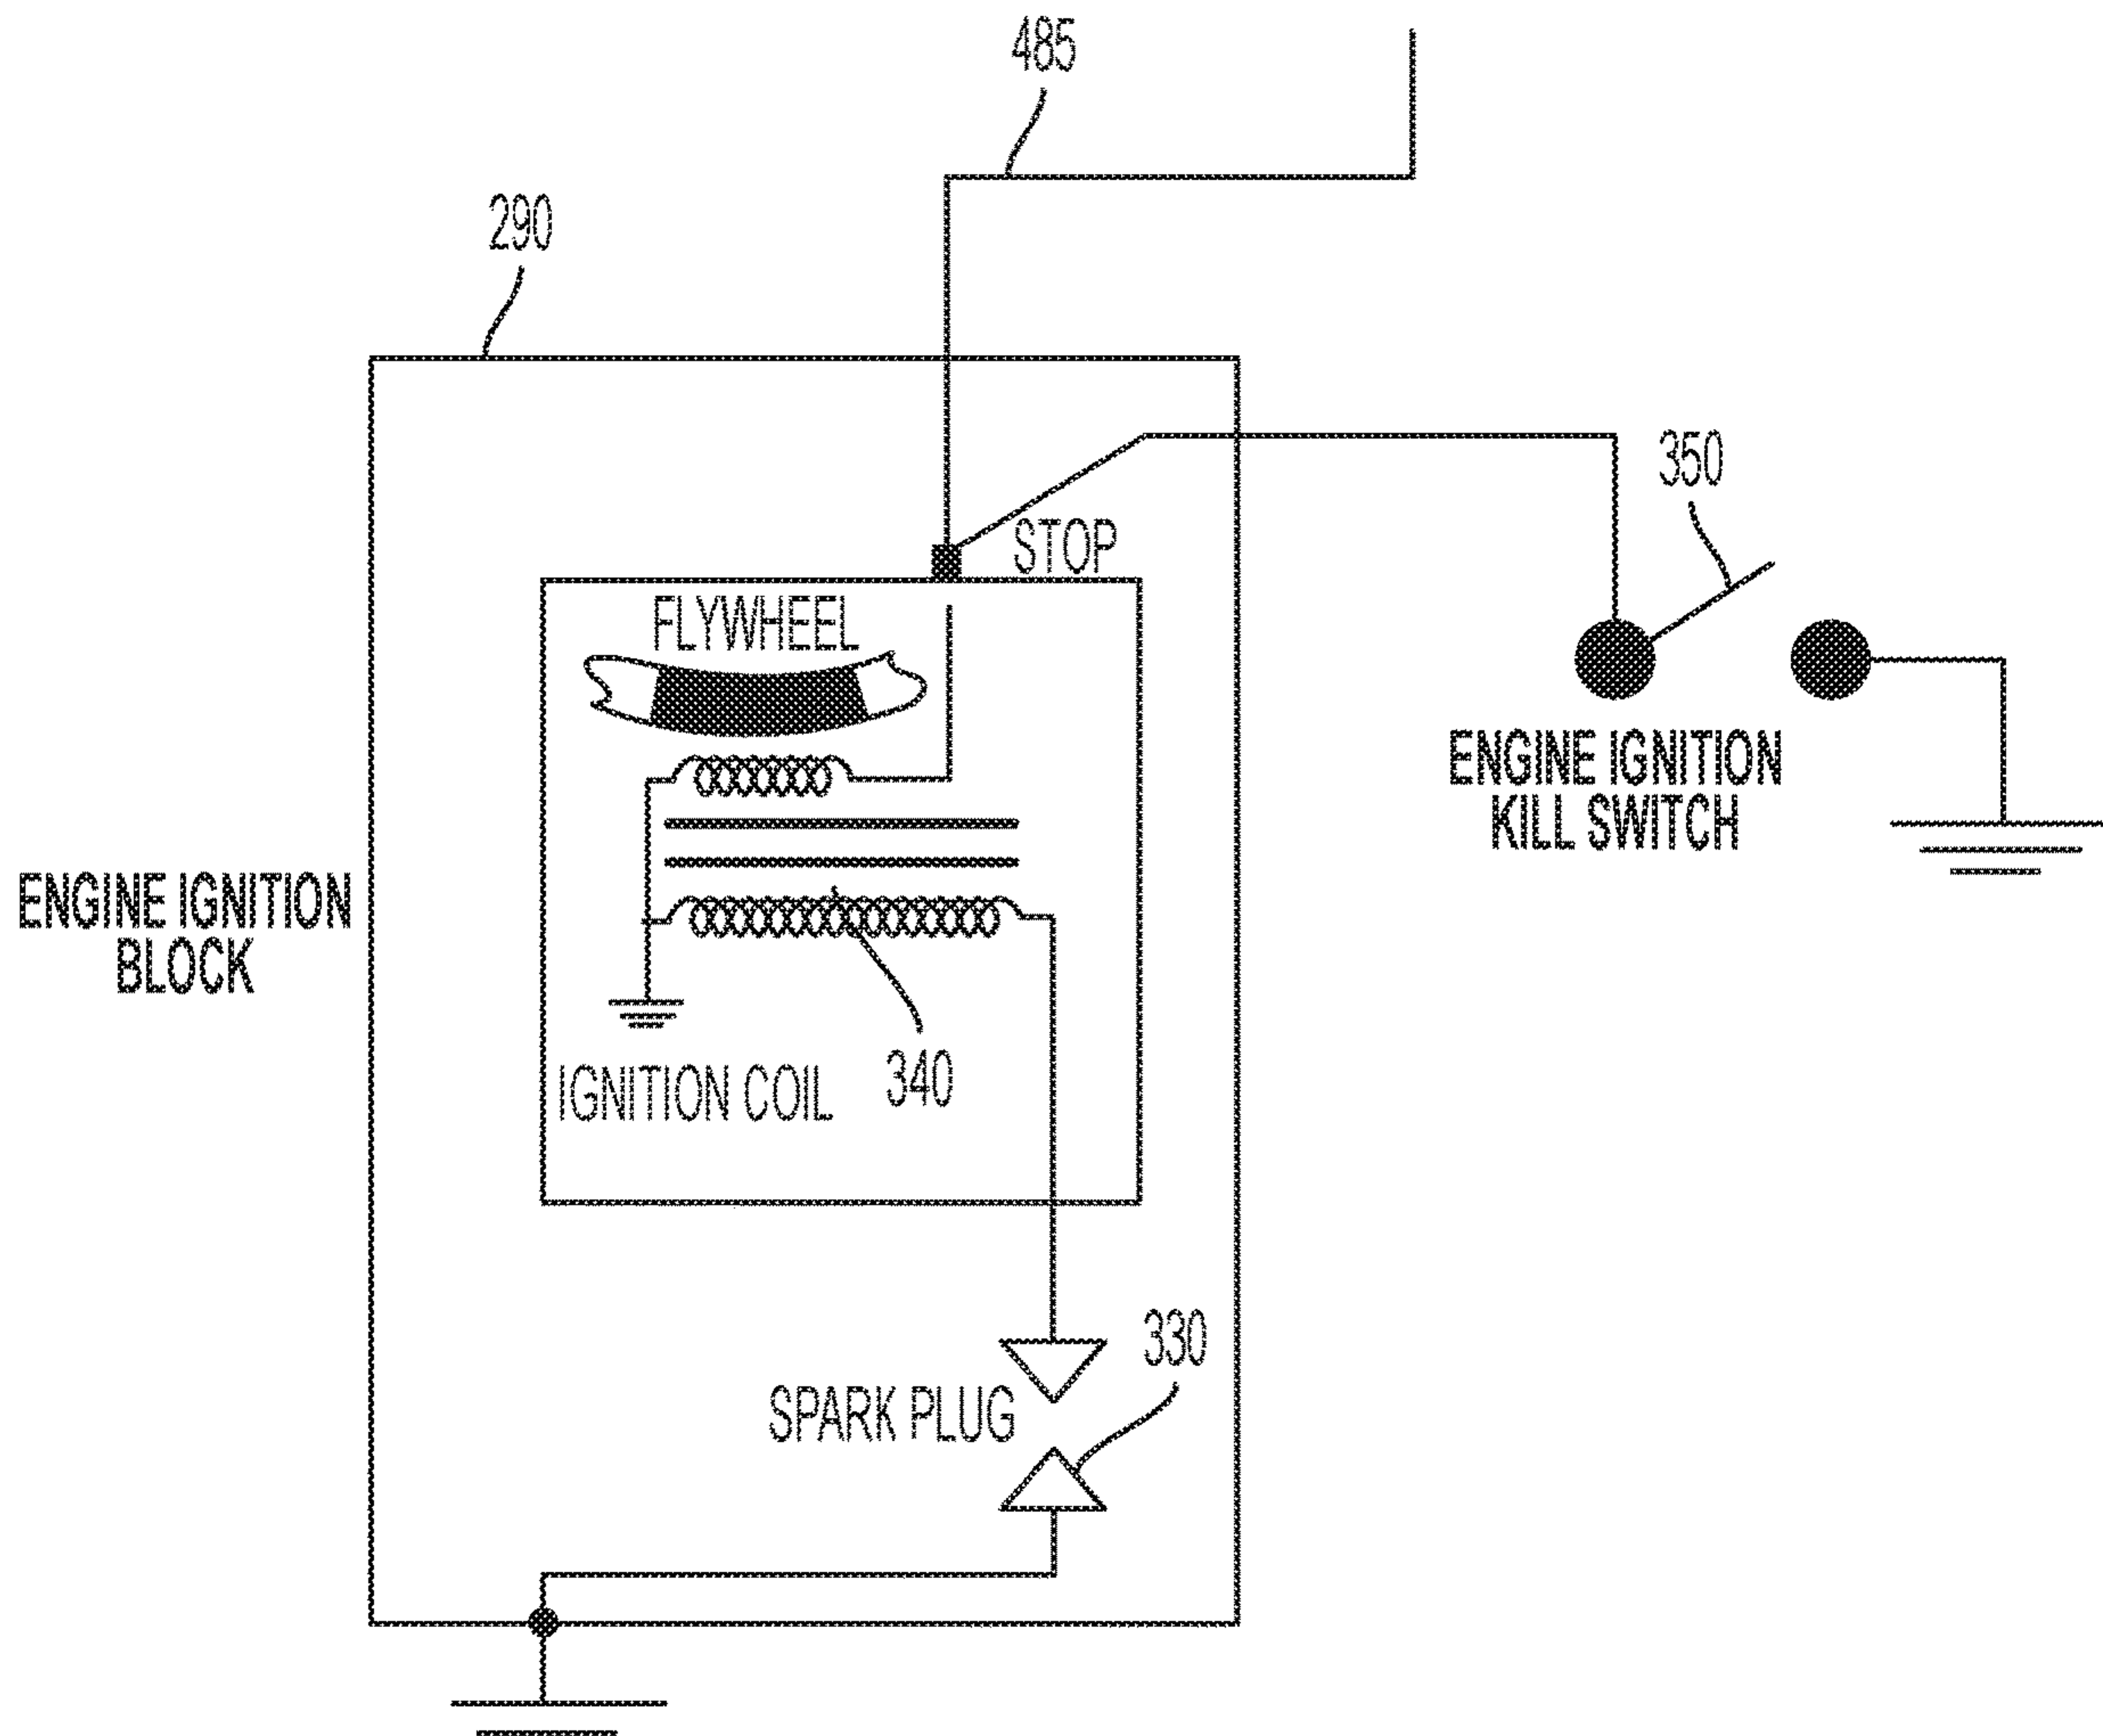 485
290
350
STOP
FLYWHEEL
ENGINE IGNITION
KILL SWITCH
ENGINE IGNITION
BLOCK
340
IGNITION COIL
330
SPARK PLUG